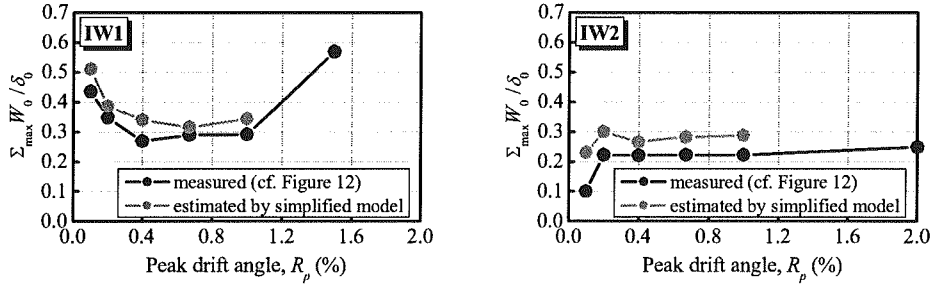 IW1
0.7
0.6
0.5
0.4
0.3
0.2
0.1
0.0
Σmax W0 / δ0
measured (cf. Figure 12)
estimated by simplified model
0.0 0.4 0.8 1.2 1.6 2.0
Peak drift angle, Rp (%)
IW2
0.7
0.6
0.5
0.4
0.3
0.2
0.1
0.0
Σmax W0 / δ0
measured (cf. Figure 12)
estimated by simplified model
0.0 0.4 0.8 1.2 1.6 2.0
Peak drift angle, Rp (%)